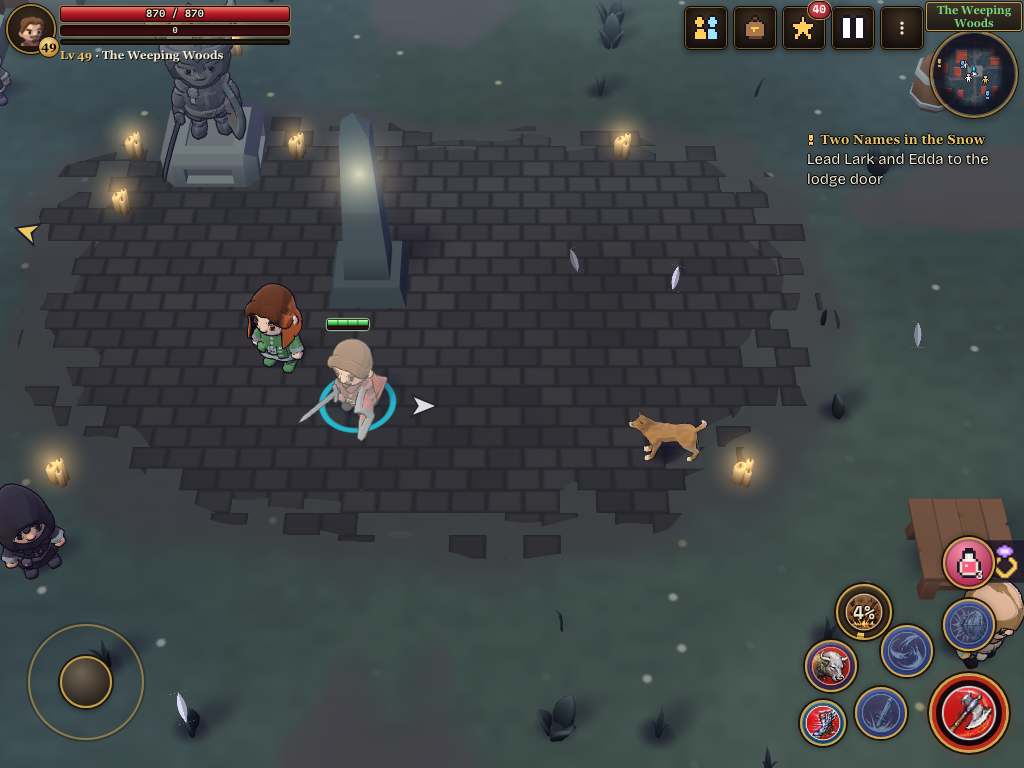 870 / 870
0
49
Lv 49 · The Weeping Woods
40
The Weeping
Woods
Two Names in the Snow
Lead Lark and Edda to the
lodge door
4%